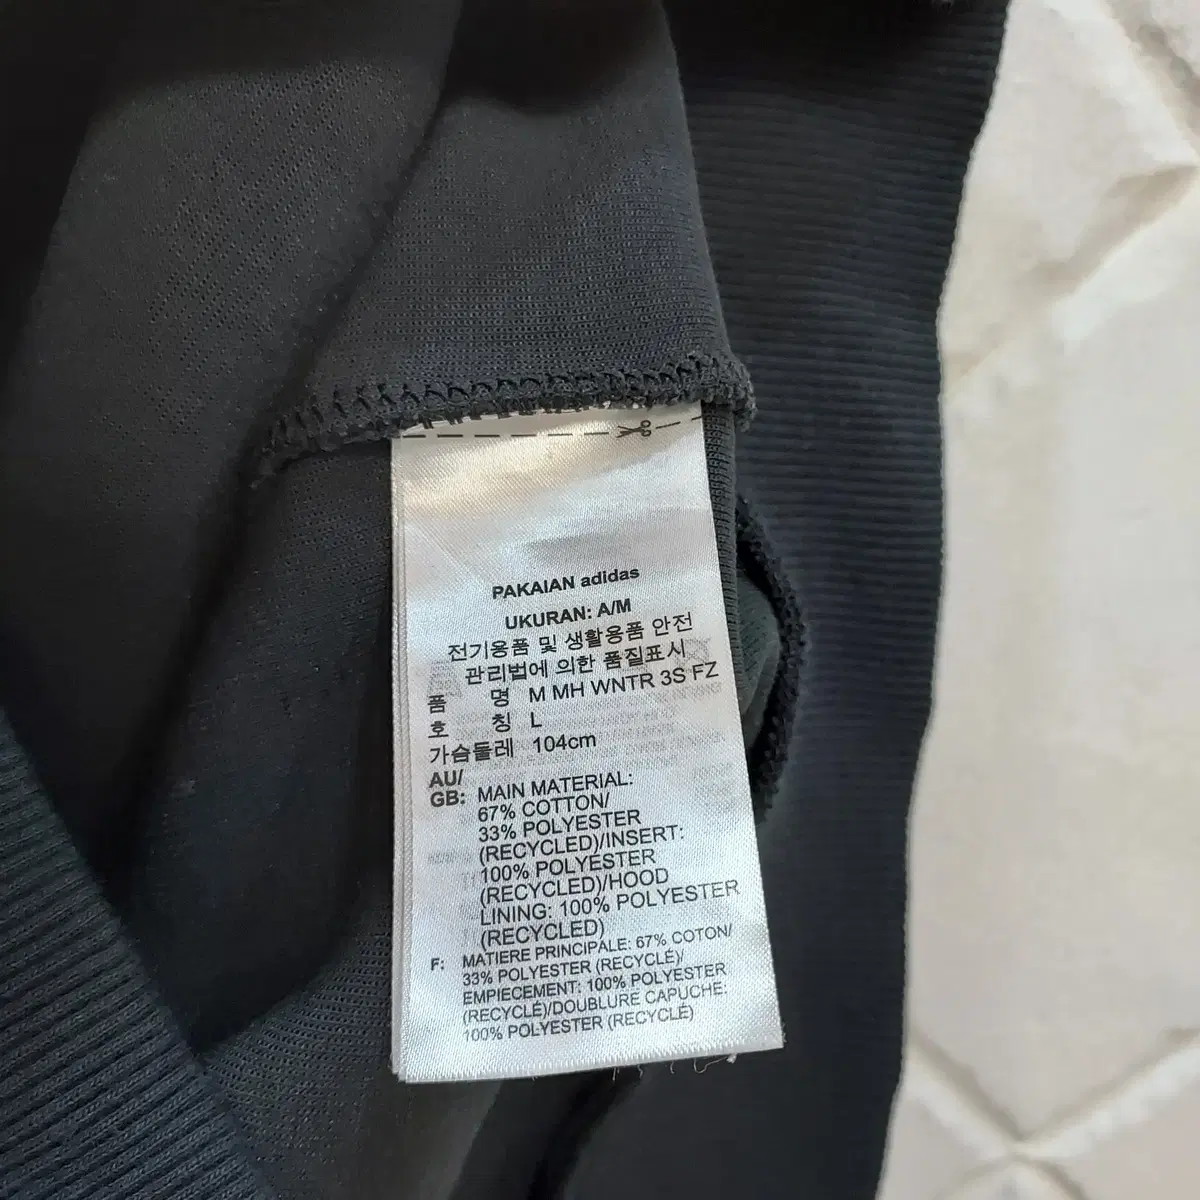 PAKAIAN adidas
UKURAN: A/M
전기용품 및 생활용품 안전
관리법에 의한 품질표시
품 명 M MH WNTR 3S FZ
호 칭 L
가슴둘레 104cm
AU/
GB: MAIN MATERIAL:
67% COTTON/
33% POLYESTER
(RECYCLED)/INSERT:
100% POLYESTER
(RECYCLED)/HOOD
LINING: 100% POLYESTER
(RECYCLED)
F: MATIERE PRINCIPALE: 67% COTON/
33% POLYESTER (RECYCLÉ)/
EMPIECEMENT: 100% POLYESTER
(RECYCLÉ)/DOUBLURE CAPUCHE:
100% POLYESTER (RECYCLÉ)